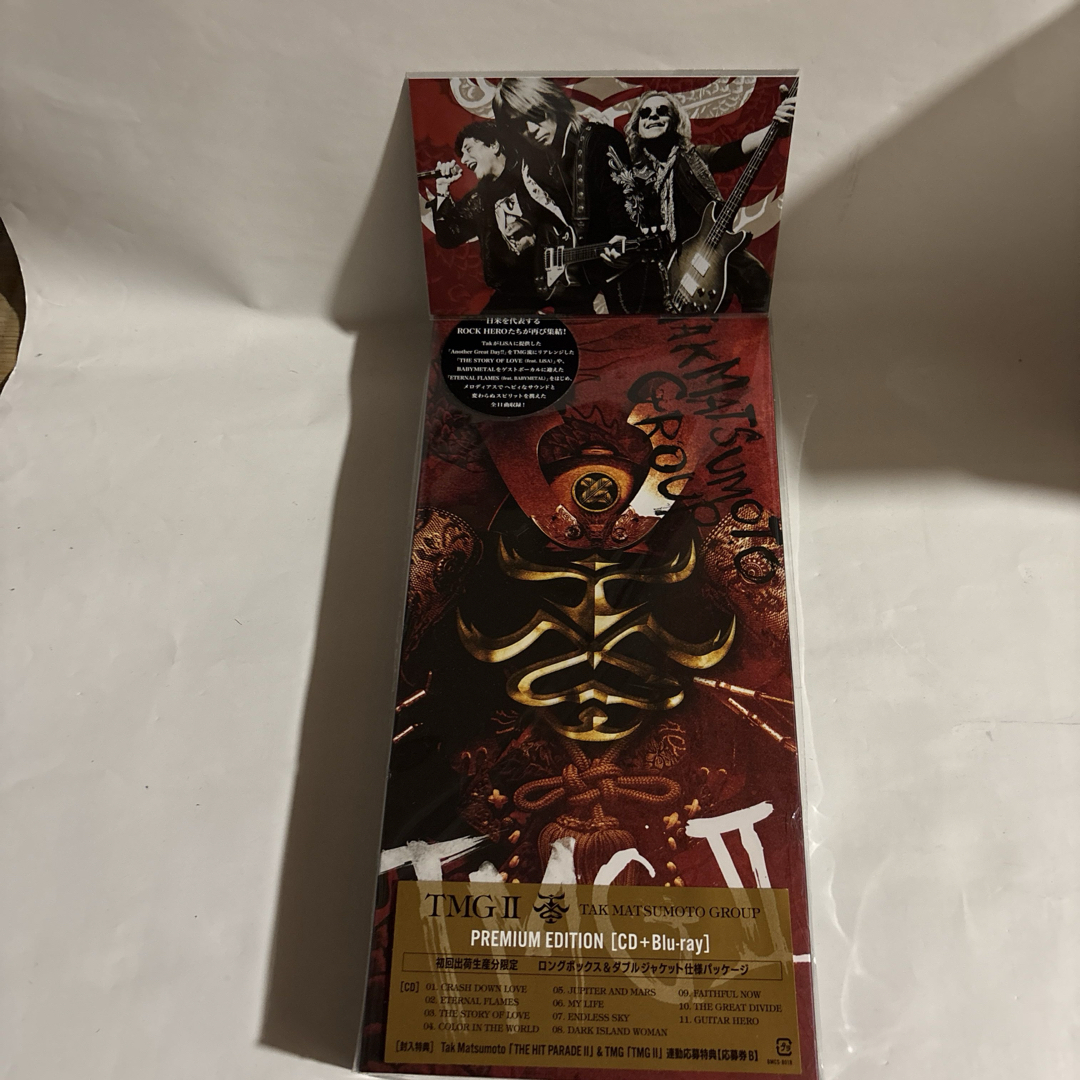 日米を代表する
ROCK HEROたちが再び集結!
TakがLiSAに提供した
「Another Great Day!!」をTMG流にリアレンジした
「THE STORY OF LOVE (feat. LiSA)」や、
BABYMETALをゲストボーカルに迎えた
「ETERNAL FLAMES (feat. BABYMETAL)」をはじめ、
メロディアスでヘビィなサウンドと
変わらぬスピリットを携えた
全11曲収録!
TAK MATSUMOTO
GROUP
TMG II
TMG II TAK MATSUMOTO GROUP
PREMIUM EDITION [CD+Blu-ray]
初回出荷生産分限定 ロングボックス&ダブルジャケット仕様パッケージ
[CD] 01. CRASH DOWN LOVE
02. ETERNAL FLAMES
03. THE STORY OF LOVE
04. COLOR IN THE WORLD
05. JUPITER AND MARS
06. MY LIFE
07. ENDLESS SKY
08. DARK ISLAND WOMAN
09. FAITHFUL NOW
10. THE GREAT DIVIDE
11. GUITAR HERO
[封入特典] Tak Matsumoto「THE HIT PARADE II」& TMG「TMG II」連動応募特典【応募券 B】